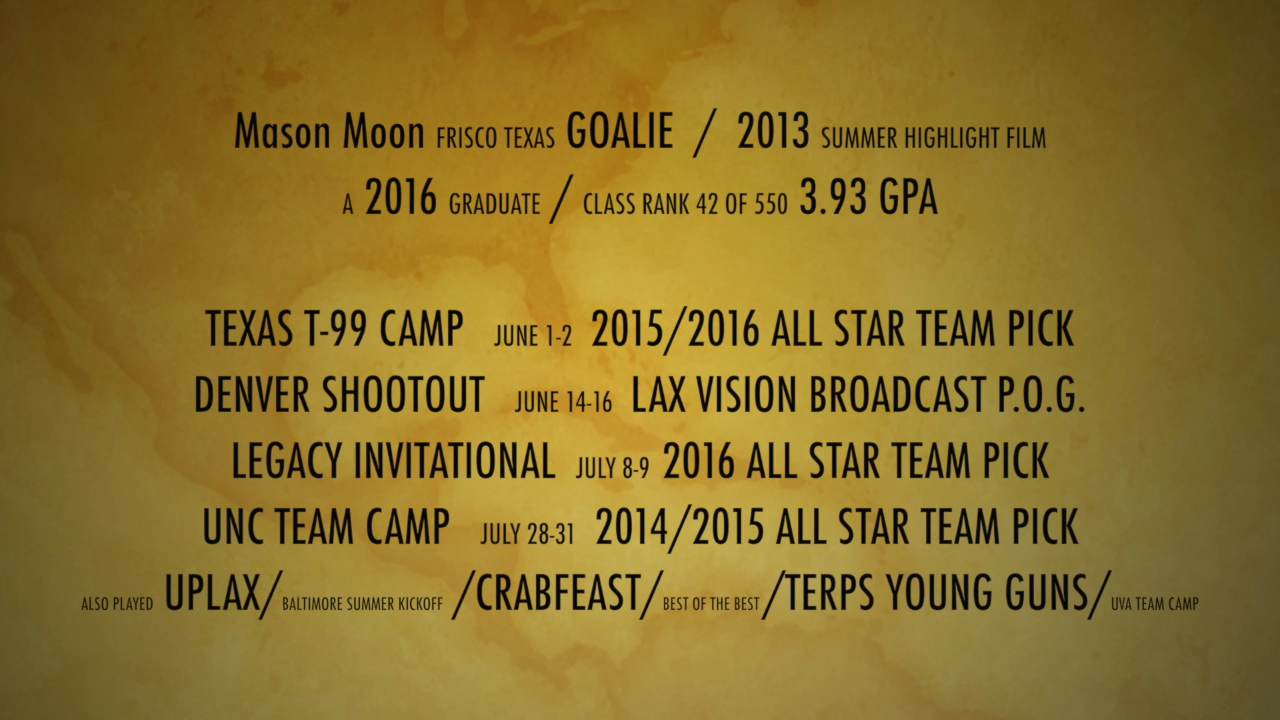 Mason Moon FRISCO TEXAS GOALIE / 2013 SUMMER HIGHLIGHT FILM
A 2016 GRADUATE / CLASS RANK 42 OF 550 3.93 GPA
TEXAS T-99 CAMP JUNE 1-2 2015/2016 ALL STAR TEAM PICK
DENVER SHOOTOUT JUNE 14-16 LAX VISION BROADCAST P.O.G.
LEGACY INVITATIONAL JULY 8-9 2016 ALL STAR TEAM PICK
UNC TEAM CAMP JULY 28-31 2014/2015 ALL STAR TEAM PICK
ALSO PLAYED UPLAX/BALTIMORE SUMMER KICKOFF /CRABFEAST/BEST OF THE BEST/TERPS YOUNG GUNS/UVA TEAM CAMP